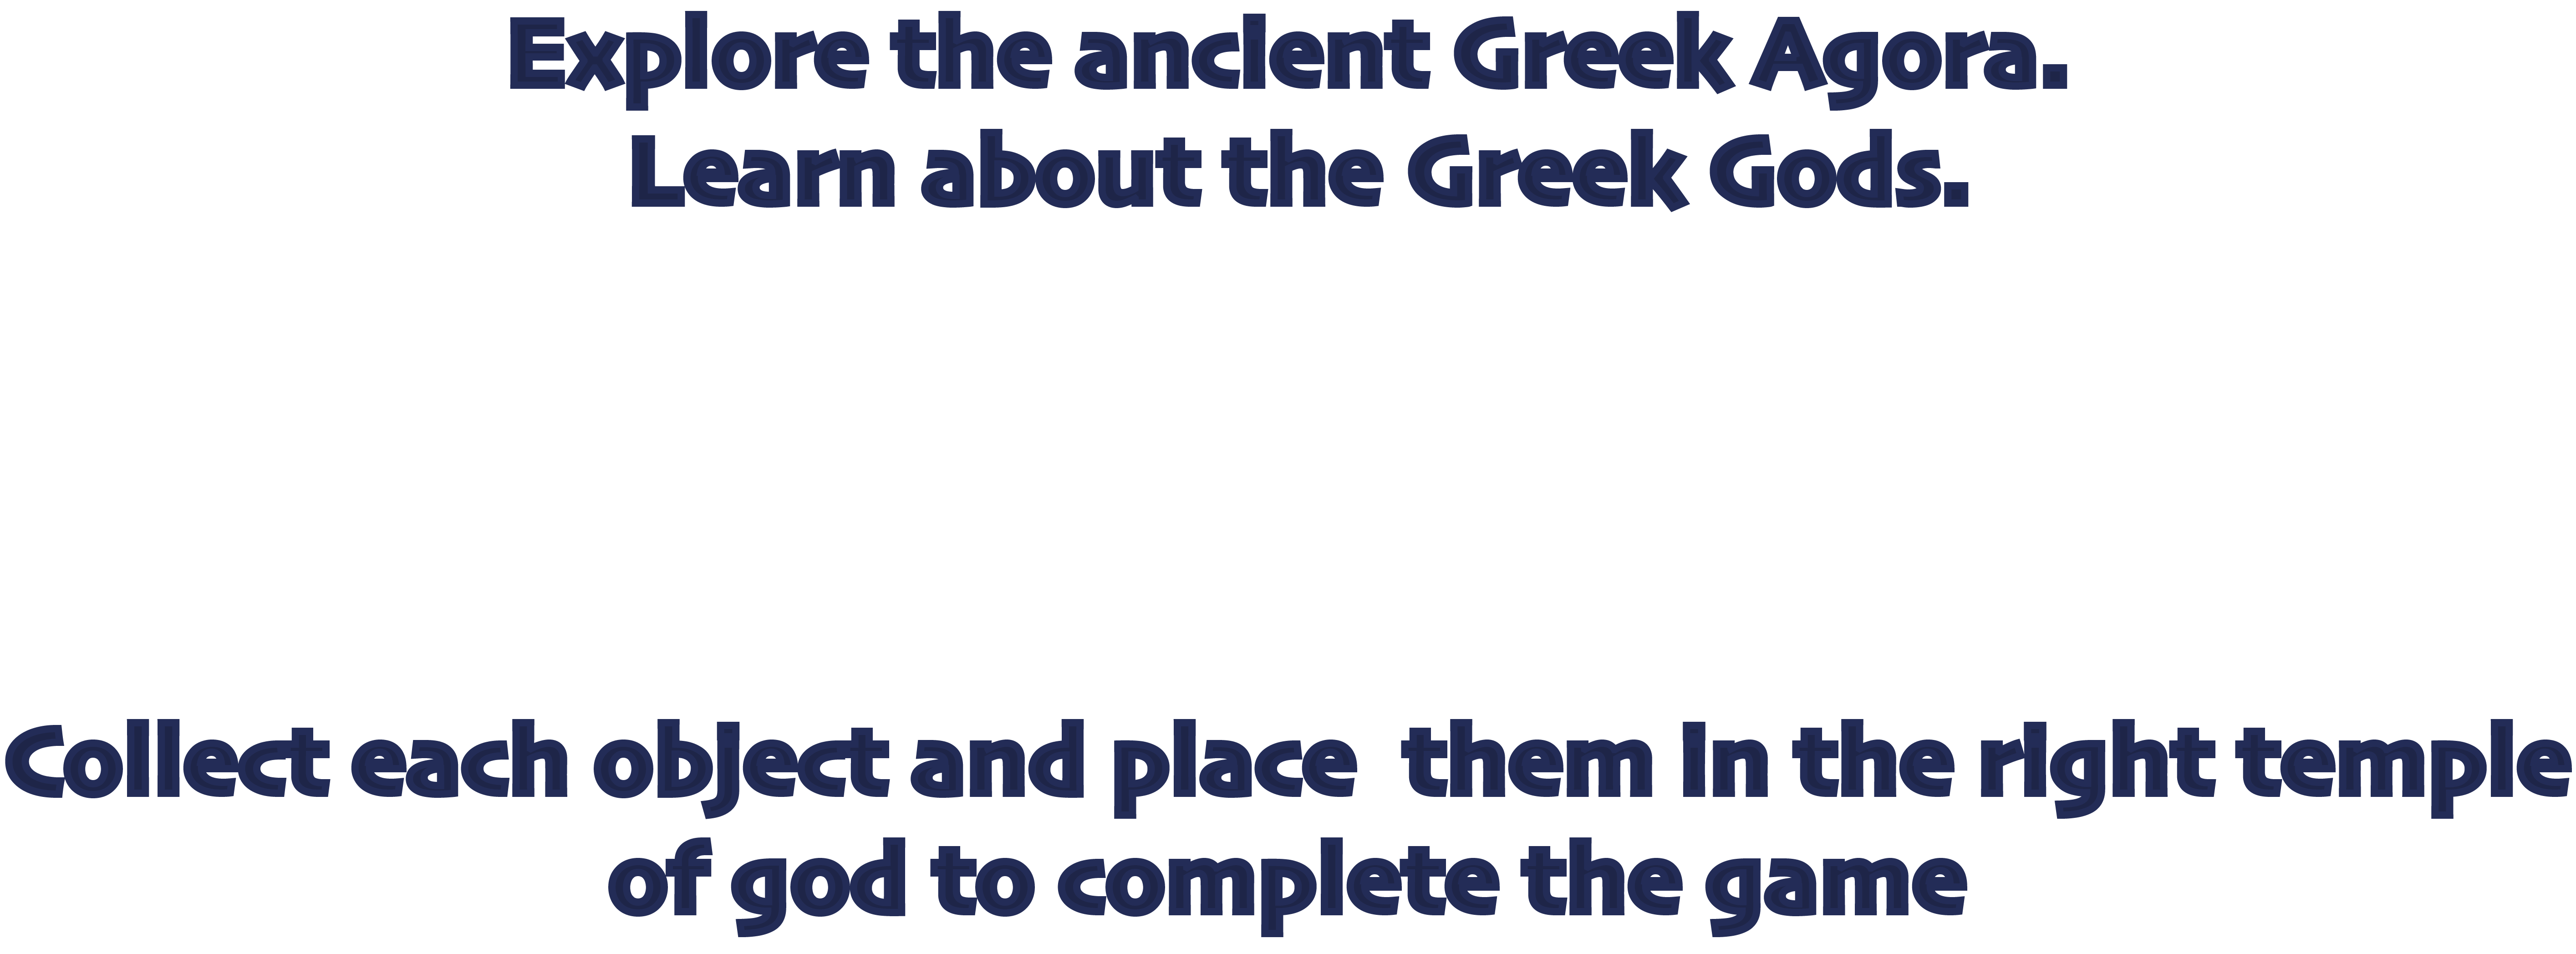 Explore the ancient Greek Agora.
Learn about the Greek Gods.
Collect each object and place  them in the right temple
of god to complete the game